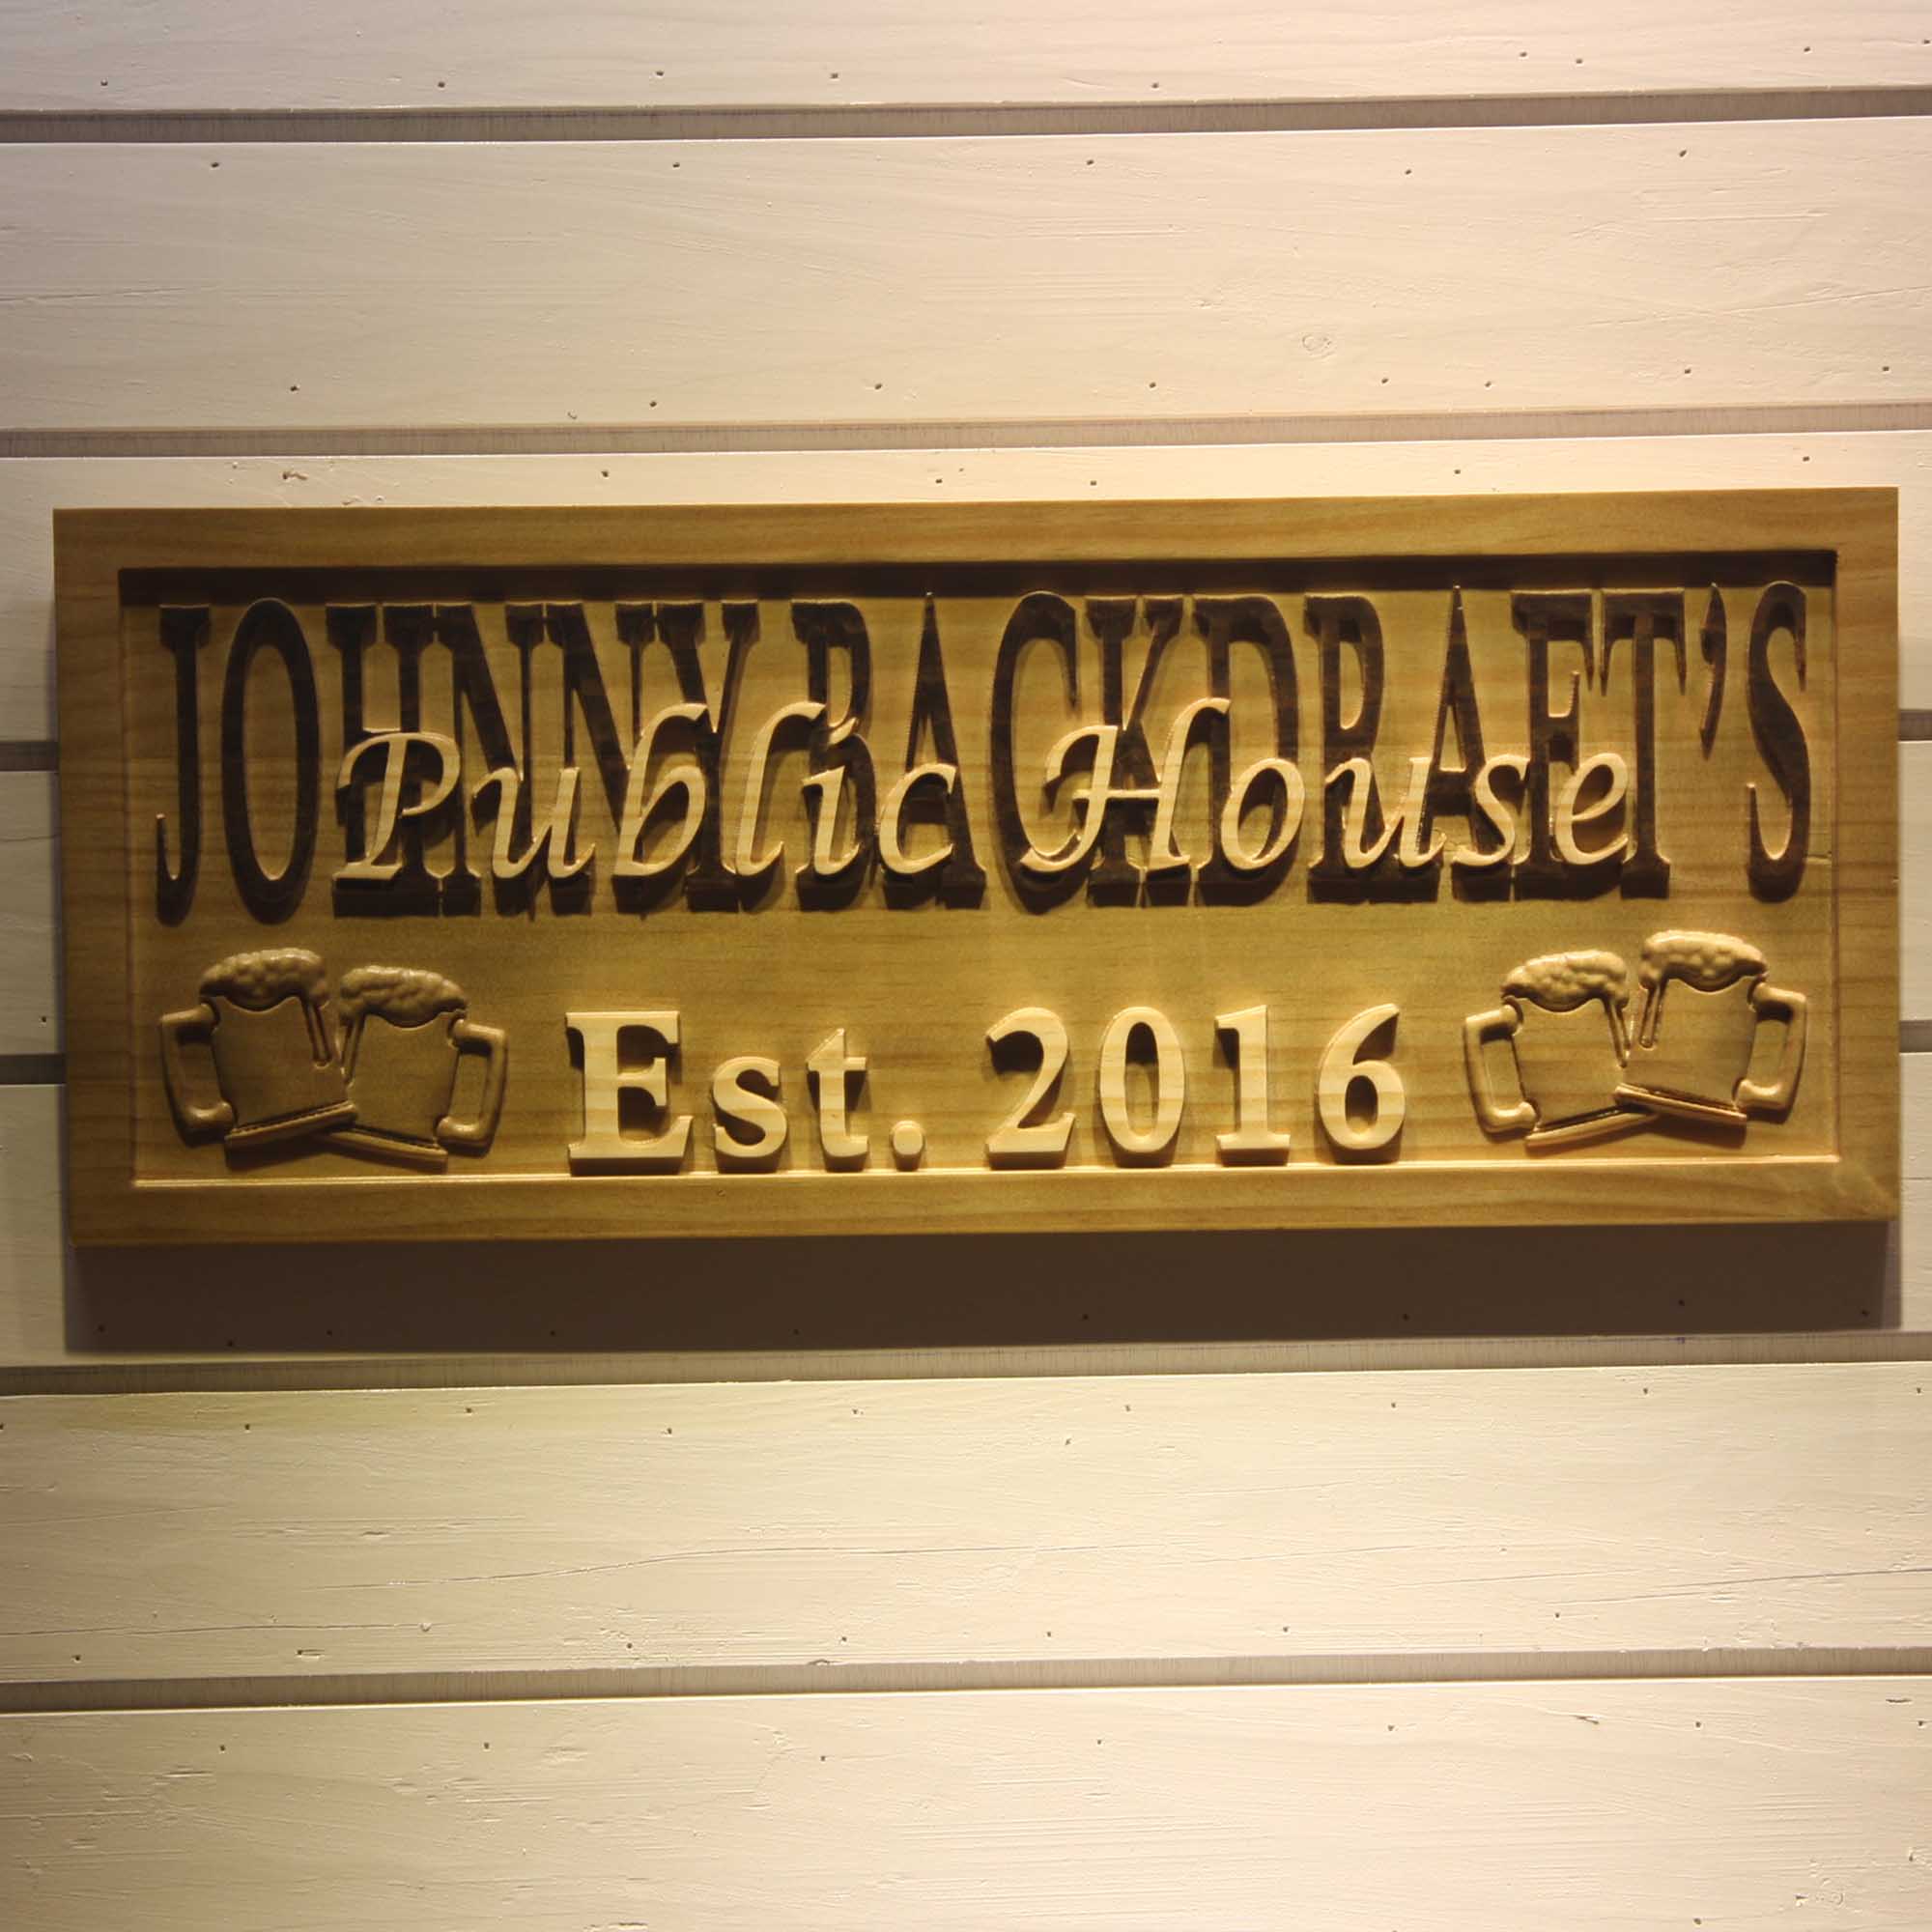 JOHNNY BACKDRAFT'S
Public House
Est. 2016